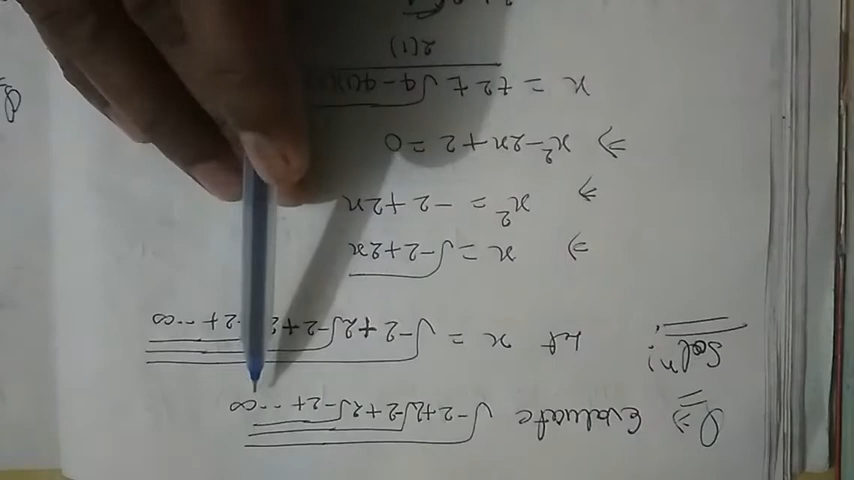 Q⇒ Evaluate √-2+2√-2+2√-2+ ...∞
Soln: Let x = √-2+2√-2+2 -2+ ...∞
⇒ x = √-2+2x
⇒ x² = -2+2x
⇒ x²-2x+2=0
x = +2 ± √4-4(1)
2(1)